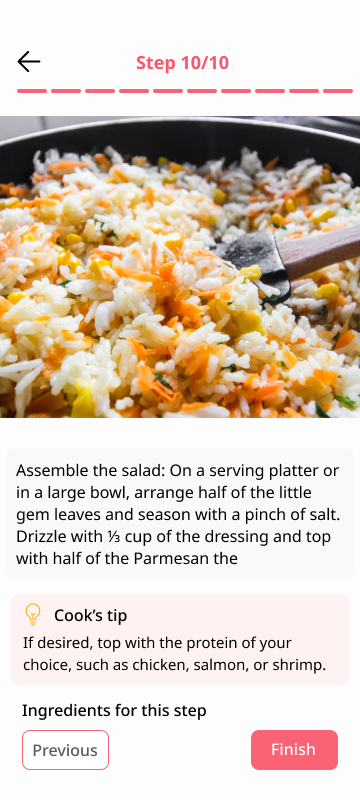 Step 10/10
Assemble the salad: On a serving platter or
in a large bowl, arrange half of the little
gem leaves and season with a pinch of salt.
Drizzle with ⅓ cup of the dressing and top
with half of the Parmesan the
Cook’s tip
If desired, top with the protein of your
choice, such as chicken, salmon, or shrimp.
Ingredients for this step
Previous
Finish